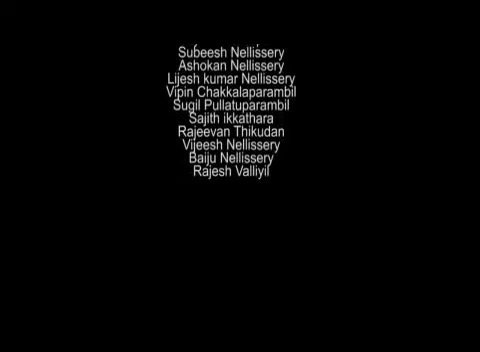 Subeesh Nellissery
Ashokan Nellissery
Lijesh kumar Nellissery
Vipin Chakkalaparambil
Sugil Pullatuparambil
Sajith ikkathara
Rajeevan Thikudan
Vijeesh Nellissery
Baiju Nellissery
Rajesh Valliyil